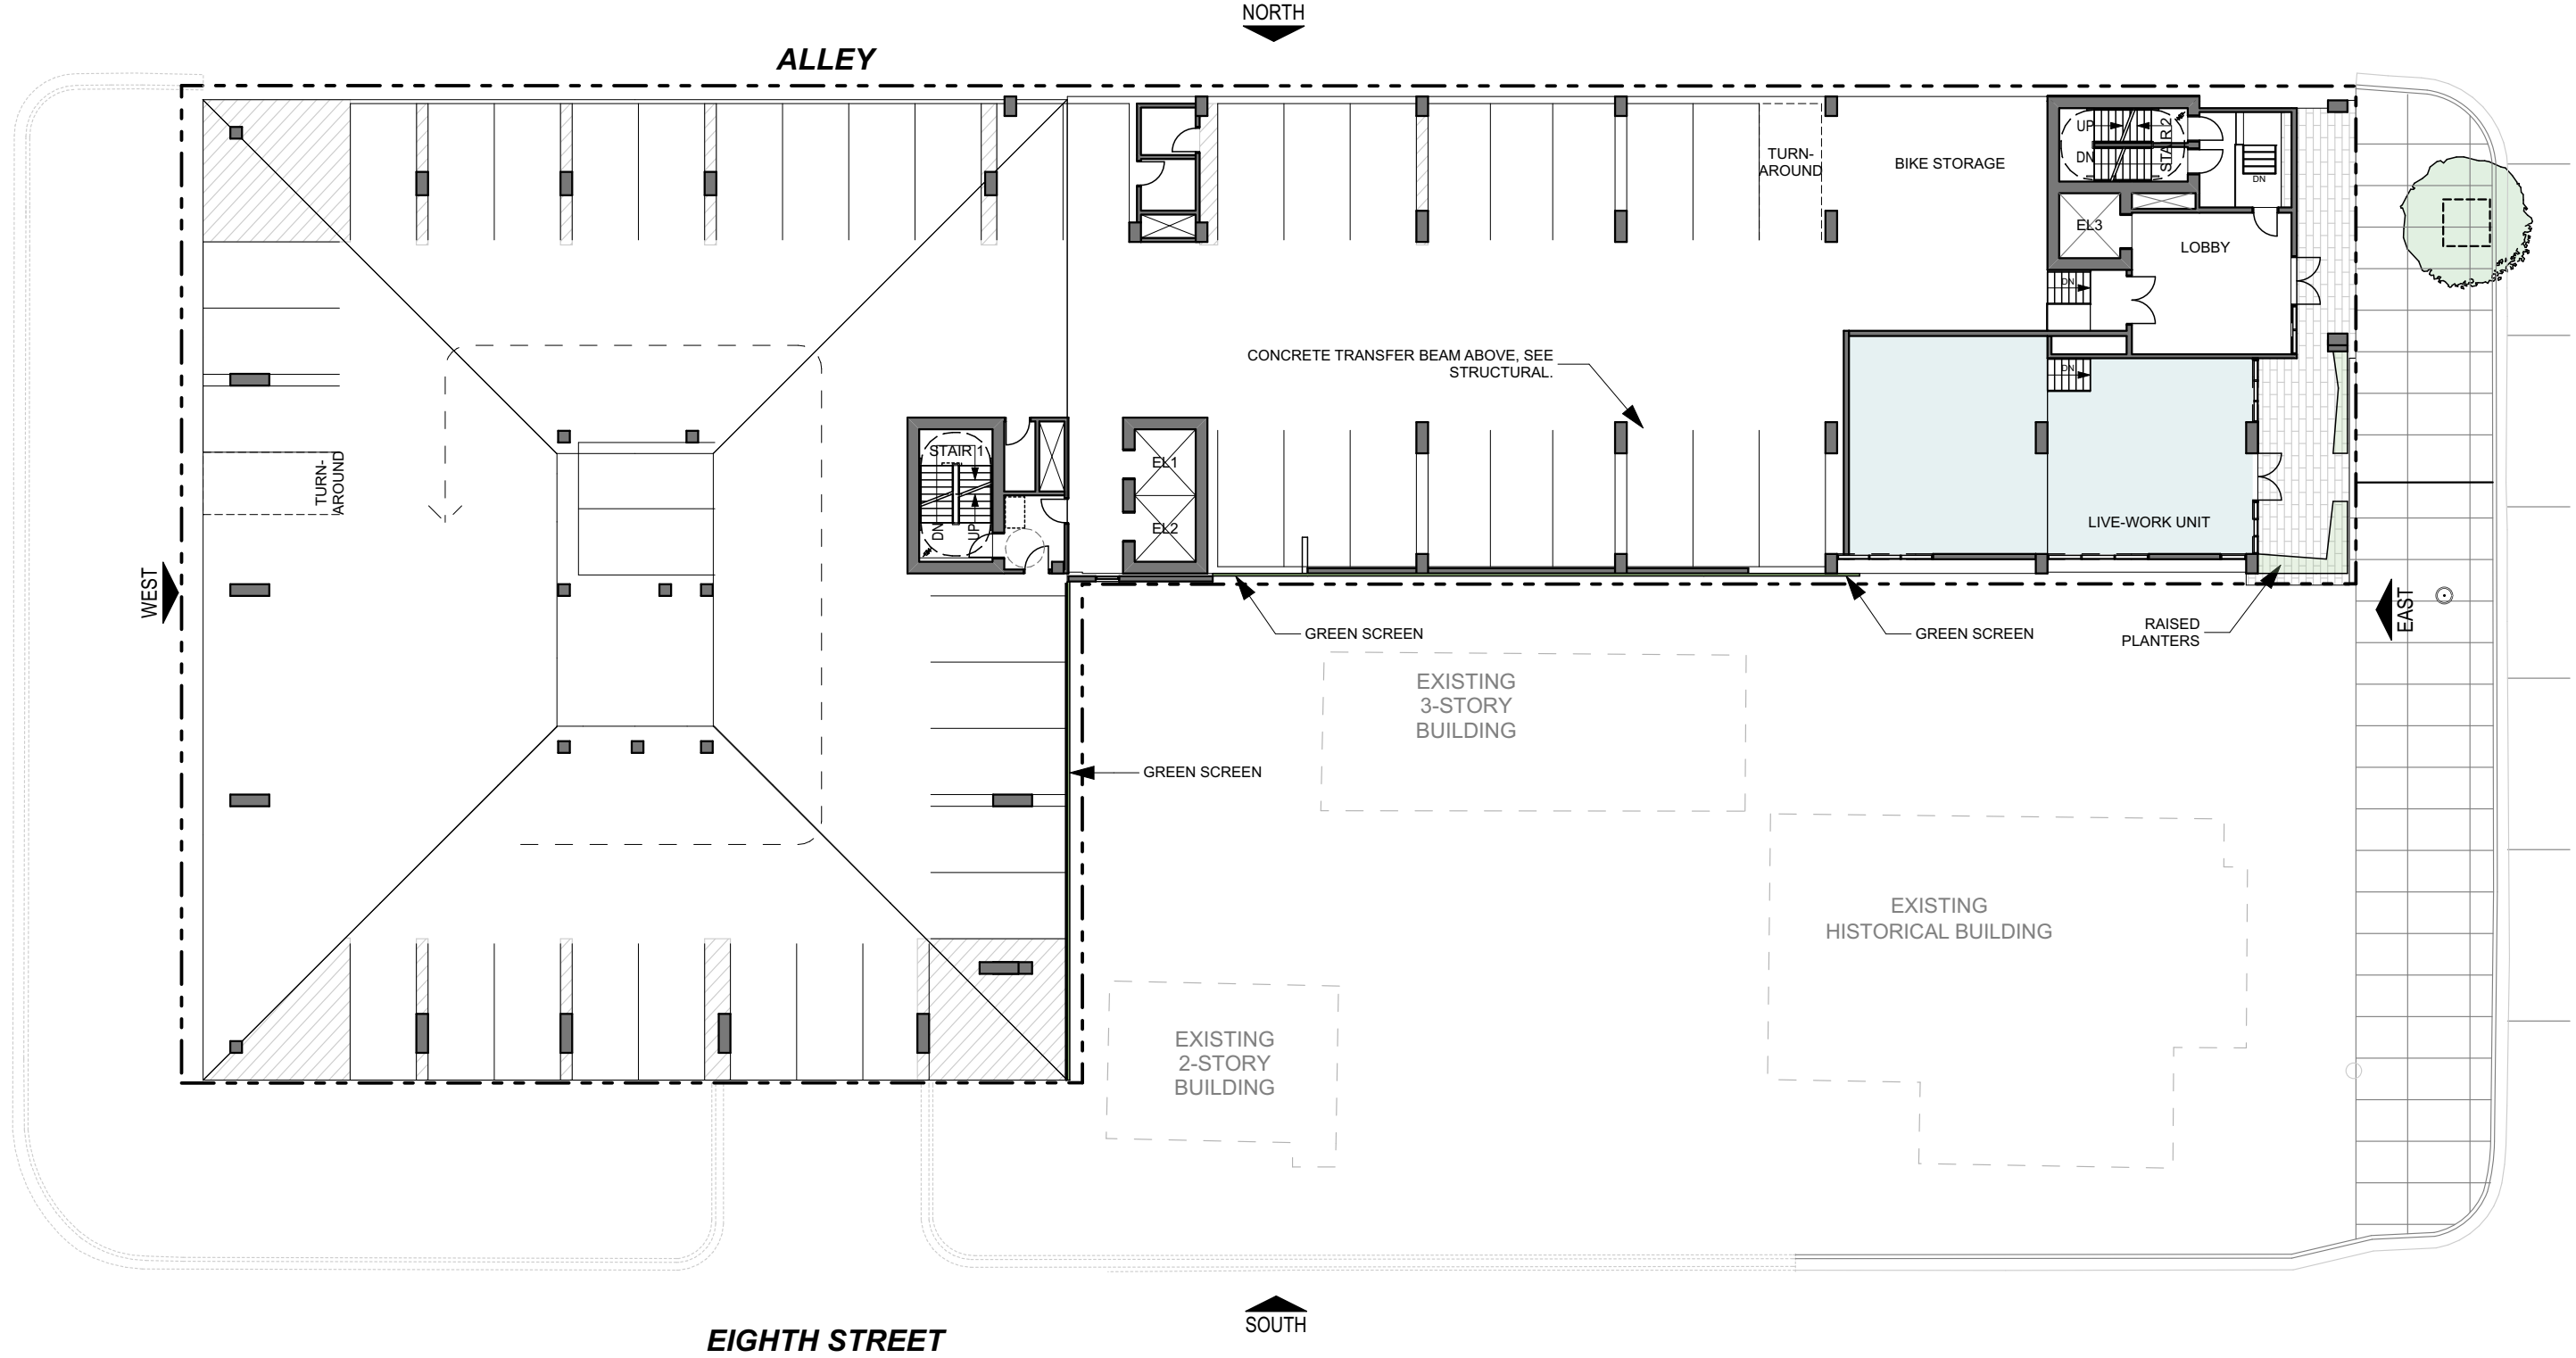 NORTH
ALLEY
UP
DN
STAIR 2
DN
TURN-
AROUND
BIKE STORAGE
EL3
LOBBY
DN
CONCRETE TRANSFER BEAM ABOVE, SEE
STRUCTURAL.
DN
STAIR 1
DN
UP
EL1
EL2
TURN-
AROUND
LIVE-WORK UNIT
WEST
EAST
GREEN SCREEN
GREEN SCREEN
RAISED
PLANTERS
EXISTING
3-STORY
BUILDING
GREEN SCREEN
EXISTING
HISTORICAL BUILDING
EXISTING
2-STORY
BUILDING
SOUTH
EIGHTH STREET